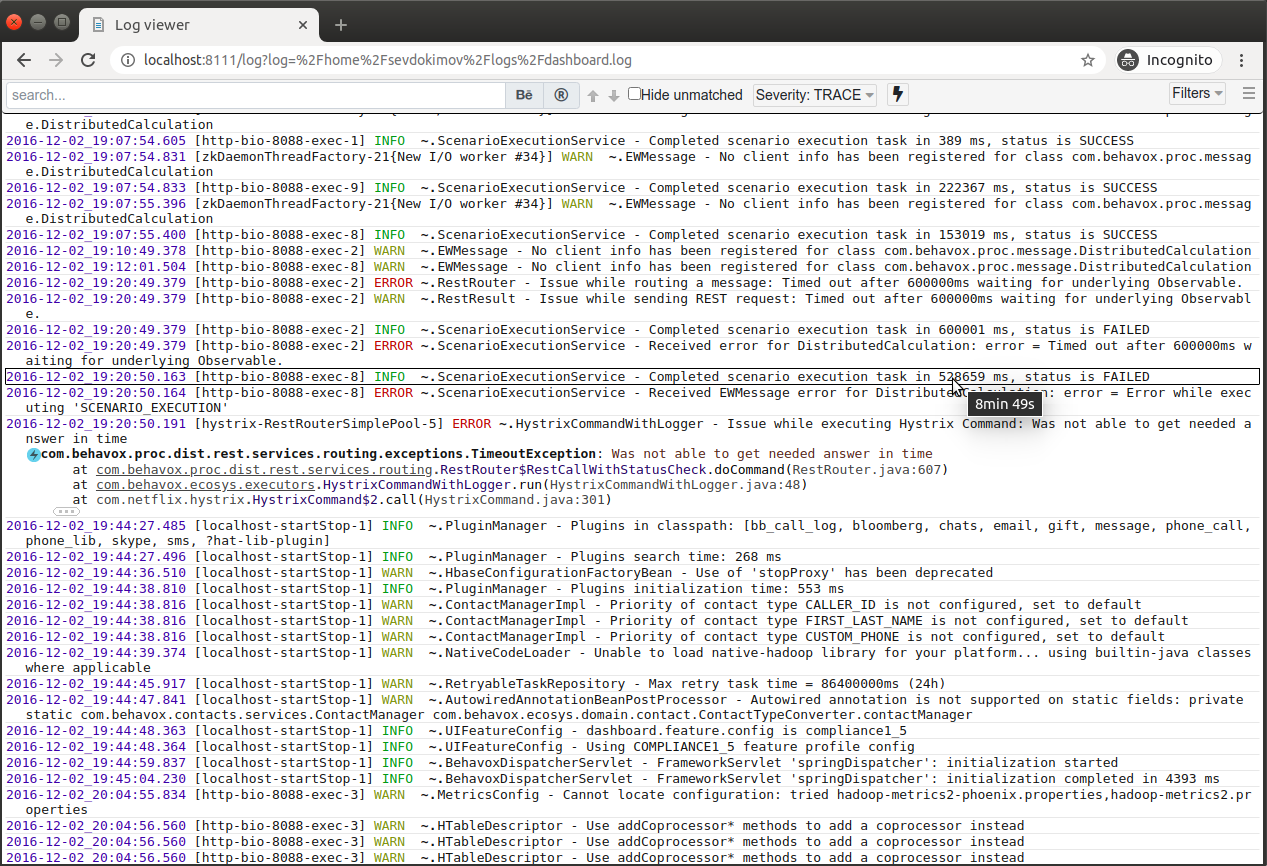 Log viewer
localhost:8111/log?log=%2Fhome%2Fsevdokimov%2Flogs%2Fdashboard.log
Incognito
search...
Bē
®
Hide unmatched
Severity: TRACE
Filters
e.DistributedCalculation
2016-12-02_19:07:54.605 [http-bio-8088-exec-1] INFO ~.ScenarioExecutionService - Completed scenario execution task in 389 ms, status is SUCCESS
2016-12-02_19:07:54.831 [zkDaemonThreadFactory-21{New I/O worker #34}] WARN ~.EWMessage - No client info has been registered for class com.behavox.proc.messag
e.DistributedCalculation
2016-12-02_19:07:54.833 [http-bio-8088-exec-9] INFO ~.ScenarioExecutionService - Completed scenario execution task in 222367 ms, status is SUCCESS
2016-12-02_19:07:55.396 [zkDaemonThreadFactory-21{New I/O worker #34}] WARN ~.EWMessage - No client info has been registered for class com.behavox.proc.messag
e.DistributedCalculation
2016-12-02_19:07:55.400 [http-bio-8088-exec-8] INFO ~.ScenarioExecutionService - Completed scenario execution task in 153019 ms, status is SUCCESS
2016-12-02_19:10:49.378 [http-bio-8088-exec-2] WARN ~.EWMessage - No client info has been registered for class com.behavox.proc.message.DistributedCalculation
2016-12-02_19:12:01.504 [http-bio-8088-exec-8] WARN ~.EWMessage - No client info has been registered for class com.behavox.proc.message.DistributedCalculation
2016-12-02_19:20:49.379 [http-bio-8088-exec-2] ERROR ~.RestRouter - Issue while routing a message: Timed out after 600000ms waiting for underlying Observable.
2016-12-02_19:20:49.379 [http-bio-8088-exec-2] WARN ~.RestResult - Issue while sending REST request: Timed out after 600000ms waiting for underlying Observabl
e.
2016-12-02_19:20:49.379 [http-bio-8088-exec-2] INFO ~.ScenarioExecutionService - Completed scenario execution task in 600001 ms, status is FAILED
2016-12-02_19:20:49.379 [http-bio-8088-exec-2] ERROR ~.ScenarioExecutionService - Received error for DistributedCalculation: error = Timed out after 600000ms w
aiting for underlying Observable.
2016-12-02_19:20:50.163 [http-bio-8088-exec-8] INFO ~.ScenarioExecutionService - Completed scenario execution task in 528659 ms, status is FAILED
2016-12-02_19:20:50.164 [http-bio-8088-exec-8] ERROR ~.ScenarioExecutionService - Received EWMessage error for DistributedCalculation: error = Error while exec
uting 'SCENARIO_EXECUTION'
8min 49s
2016-12-02_19:20:50.191 [hystrix-RestRouterSimplePool-5] ERROR ~.HystrixCommandWithLogger - Issue while executing Hystrix Command: Was not able to get needed a
nswer in time
com.behavox.proc.dist.rest.services.routing.exceptions.TimeoutException: Was not able to get needed answer in time
at com.behavox.proc.dist.rest.services.routing.RestRouter$RestCallWithStatusCheck.doCommand(RestRouter.java:607)
at com.behavox.ecosys.executors.HystrixCommandWithLogger.run(HystrixCommandWithLogger.java:48)
at com.netflix.hystrix.HystrixCommand$2.call(HystrixCommand.java:301)
2016-12-02_19:44:27.485 [localhost-startStop-1] INFO ~.PluginManager - Plugins in classpath: [bb_call_log, bloomberg, chats, email, gift, message, phone_call,
phone_lib, skype, sms, ?hat-lib-plugin]
2016-12-02_19:44:27.496 [localhost-startStop-1] INFO ~.PluginManager - Plugins search time: 268 ms
2016-12-02_19:44:36.510 [localhost-startStop-1] WARN ~.HbaseConfigurationFactoryBean - Use of 'stopProxy' has been deprecated
2016-12-02_19:44:38.810 [localhost-startStop-1] INFO ~.PluginManager - Plugins initialization time: 553 ms
2016-12-02_19:44:38.816 [localhost-startStop-1] WARN ~.ContactManagerImpl - Priority of contact type CALLER_ID is not configured, set to default
2016-12-02_19:44:38.816 [localhost-startStop-1] WARN ~.ContactManagerImpl - Priority of contact type FIRST_LAST_NAME is not configured, set to default
2016-12-02_19:44:38.816 [localhost-startStop-1] WARN ~.ContactManagerImpl - Priority of contact type CUSTOM_PHONE is not configured, set to default
2016-12-02_19:44:39.374 [localhost-startStop-1] WARN ~.NativeCodeLoader - Unable to load native-hadoop library for your platform... using builtin-java classes
where applicable
2016-12-02_19:44:45.917 [localhost-startStop-1] WARN ~.RetryableTaskRepository - Max retry task time = 86400000ms (24h)
2016-12-02_19:44:47.841 [localhost-startStop-1] WARN ~.AutowiredAnnotationBeanPostProcessor - Autowired annotation is not supported on static fields: private
static com.behavox.contacts.services.ContactManager com.behavox.ecosys.domain.contact.ContactTypeConverter.contactManager
2016-12-02_19:44:48.363 [localhost-startStop-1] INFO ~.UIFeatureConfig - dashboard.feature.config is compliance1_5
2016-12-02_19:44:48.364 [localhost-startStop-1] INFO ~.UIFeatureConfig - Using COMPLIANCE1_5 feature profile config
2016-12-02_19:44:59.837 [localhost-startStop-1] INFO ~.BehavoxDispatcherServlet - FrameworkServlet 'springDispatcher': initialization started
2016-12-02_19:45:04.230 [localhost-startStop-1] INFO ~.BehavoxDispatcherServlet - FrameworkServlet 'springDispatcher': initialization completed in 4393 ms
2016-12-02_20:04:55.834 [http-bio-8088-exec-3] WARN ~.MetricsConfig - Cannot locate configuration: tried hadoop-metrics2-phoenix.properties,hadoop-metrics2.pr
operties
2016-12-02_20:04:56.560 [http-bio-8088-exec-3] WARN ~.HTableDescriptor - Use addCoprocessor* methods to add a coprocessor instead
2016-12-02_20:04:56.560 [http-bio-8088-exec-3] WARN ~.HTableDescriptor - Use addCoprocessor* methods to add a coprocessor instead
2016-12-02_20:04:56.560 [http-bio-8088-exec-3] WARN ~.HTableDescriptor - Use addCoprocessor* methods to add a coprocessor instead